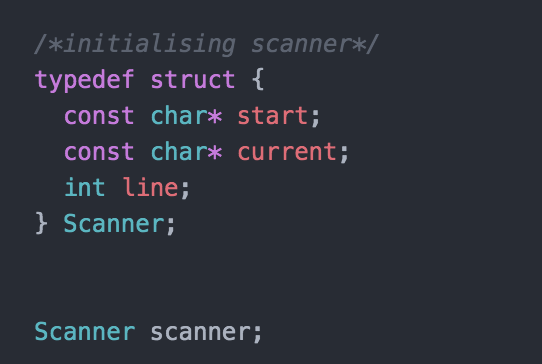 /*initialising scanner*/
typedef struct {
  const char* start;
  const char* current;
  int line;
} Scanner;
Scanner scanner;